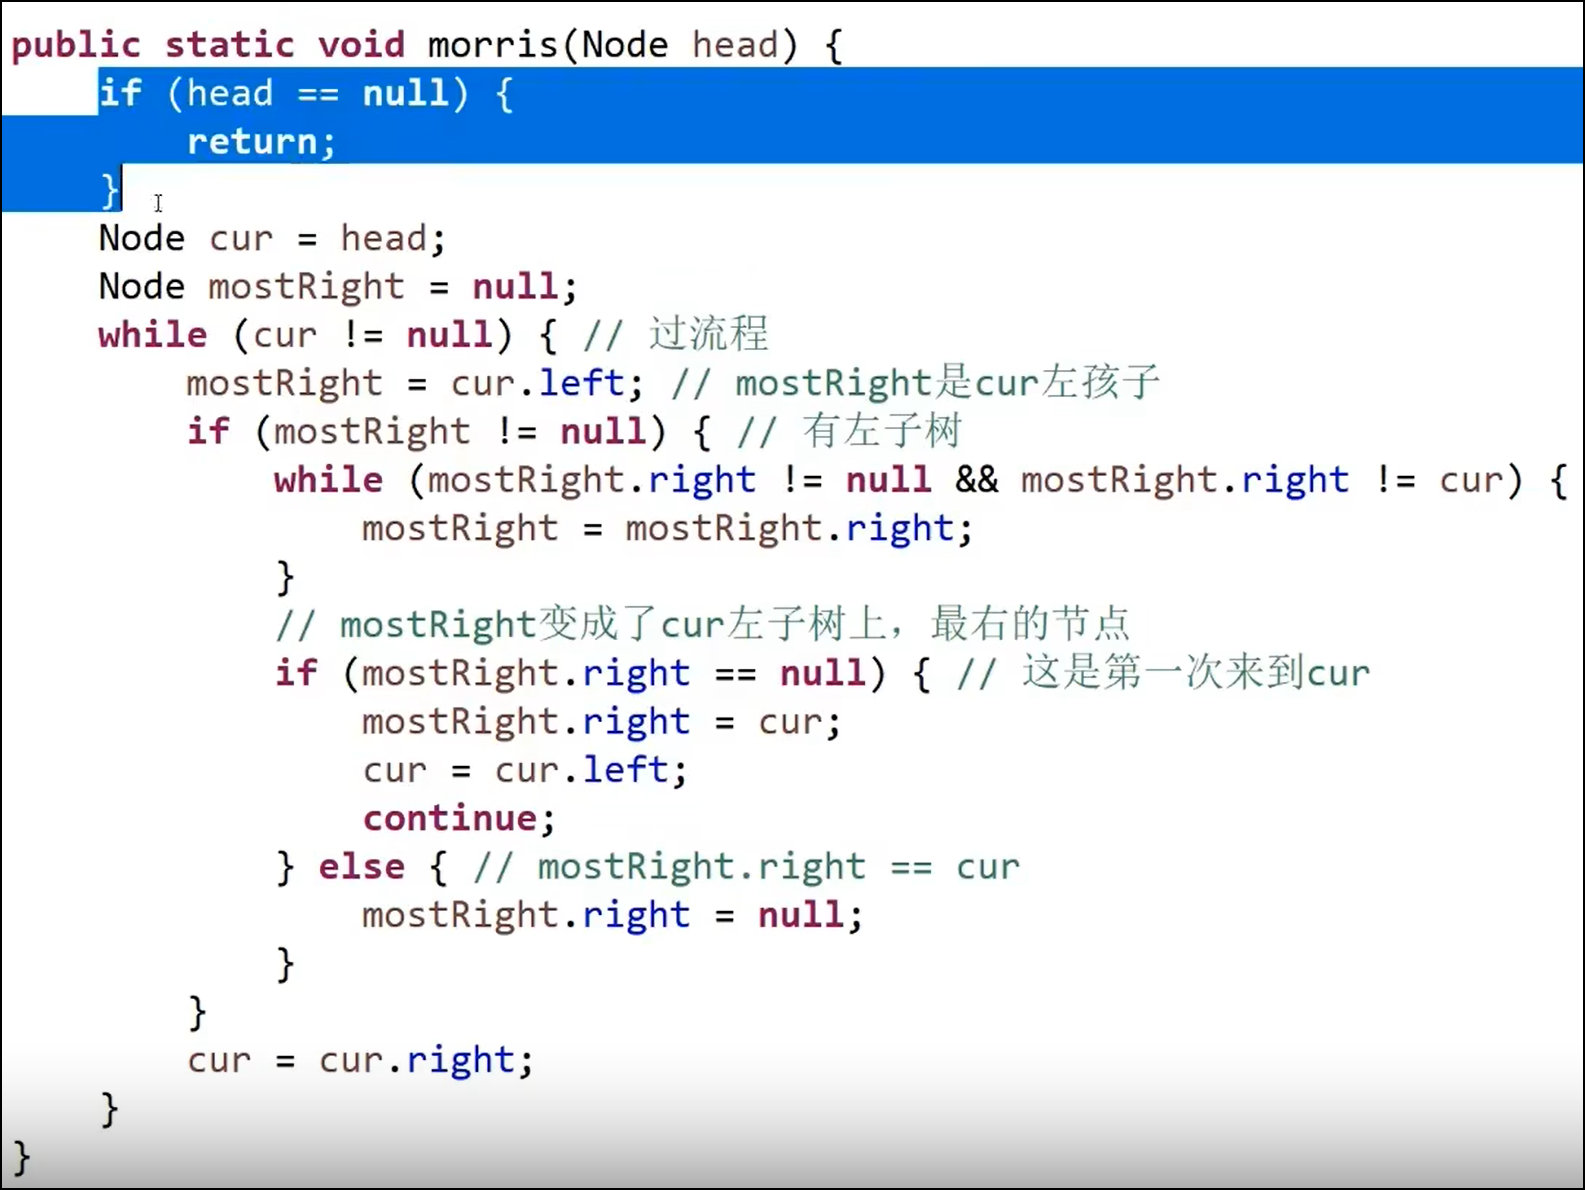 public static void morris(Node head) {
if (head == null) {
return;
}
Node cur = head;
Node mostRight = null;
while (cur != null) { // 过流程
mostRight = cur.left; // mostRight是cur左孩子
if (mostRight != null) { // 有左子树
while (mostRight.right != null && mostRight.right != cur) {
mostRight = mostRight.right;
}
// mostRight变成了cur左子树上，最右的节点
if (mostRight.right == null) { // 这是第一次来到cur
mostRight.right = cur;
cur = cur.left;
continue;
} else { // mostRight.right == cur
mostRight.right = null;
}
}
cur = cur.right;
}
}